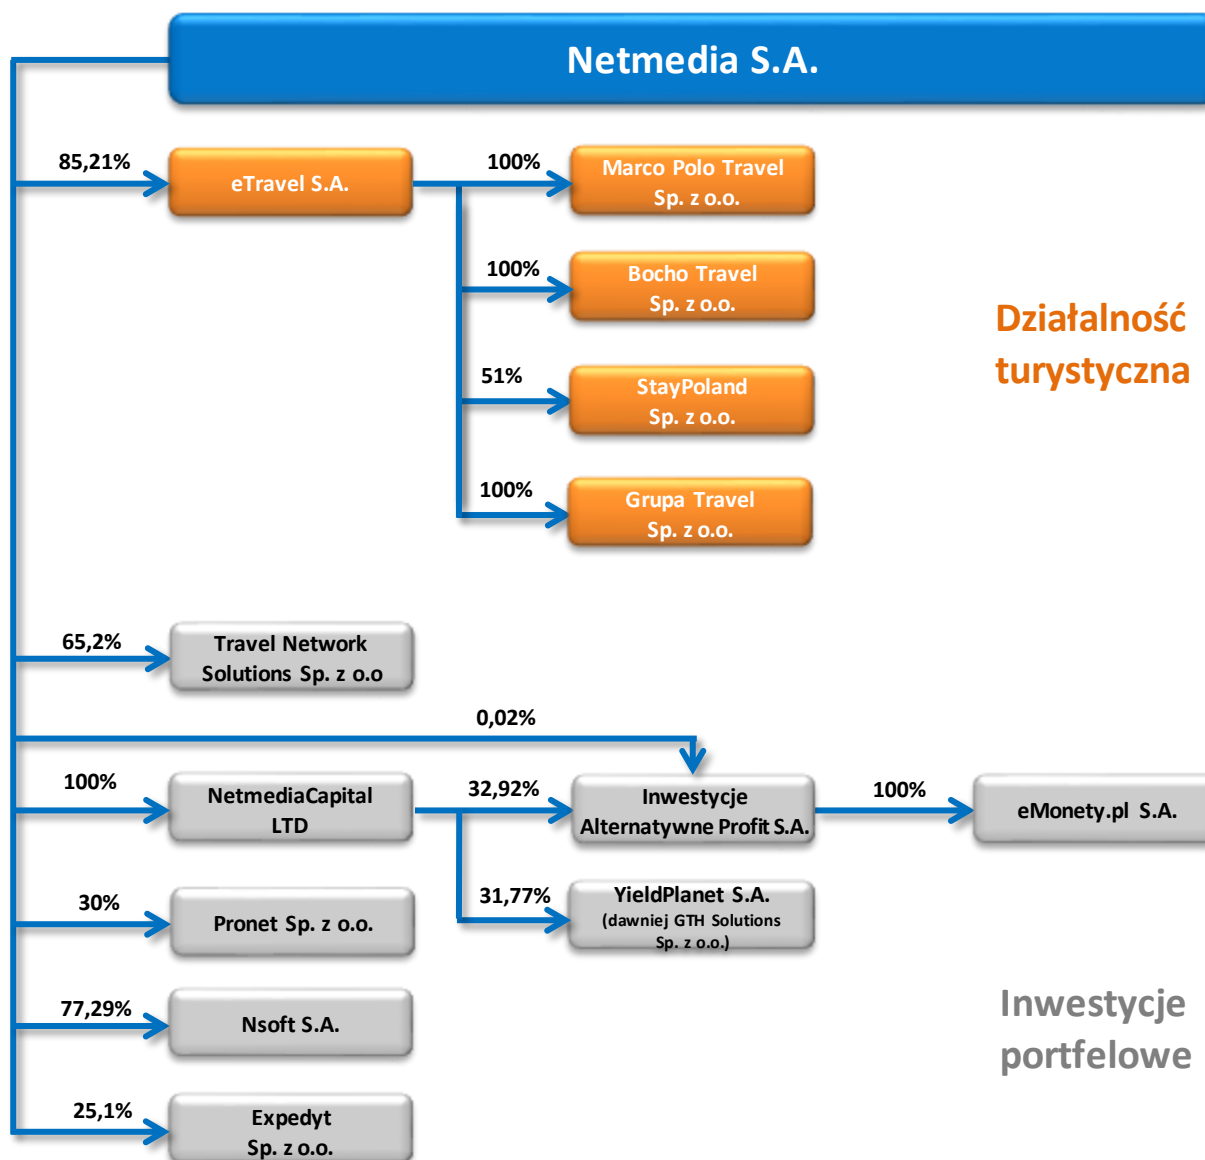 Netmedia S.A.
85,21%
eTravel S.A.
100%
Marco Polo Travel
Sp. z o.o.
100%
Bocho Travel
Sp. z o.o.
Działalność
turystyczna
51%
StayPoland
Sp. z o.o.
100%
Grupa Travel
Sp. z o.o.
65,2%
Travel Network
Solutions Sp. z o.o
0,02%
100%
NetmediaCapital
LTD
32,92%
Inwestycje
Alternatywne Profit S.A.
100%
eMonety.pl S.A.
30%
Pronet Sp. z o.o.
31,77%
YieldPlanet S.A.
(dawniej GTH Solutions
Sp. z o.o.)
77,29%
Nsoft S.A.
Inwestycje
portfelowe
25,1%
Expedyt
Sp. z o.o.